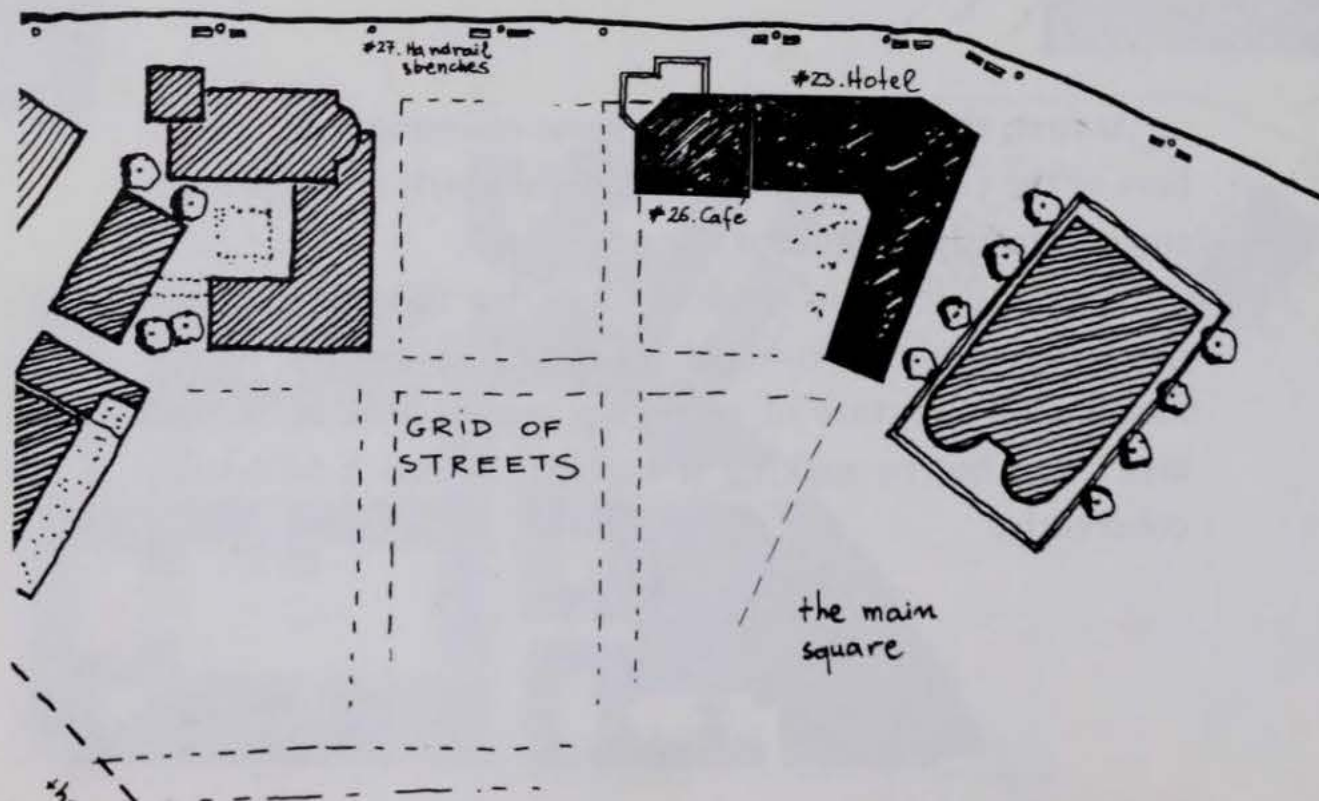 #27. Handrail
&benches
#23. Hotel
#26. Cafe
GRID OF
STREETS
the main
square